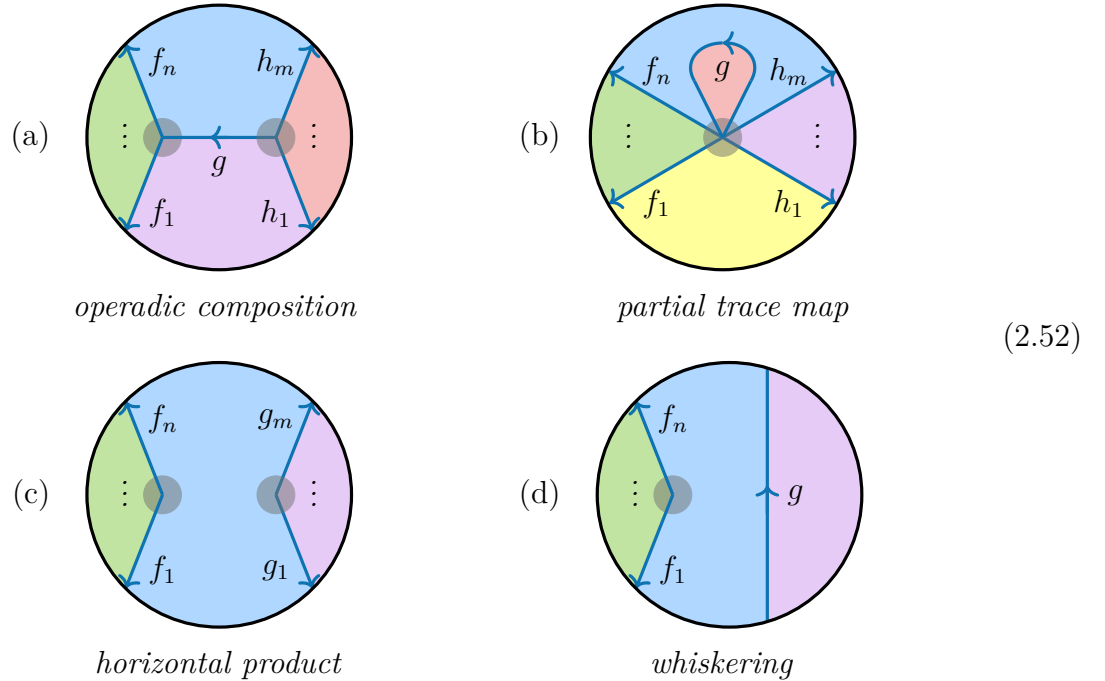 (a) f_n h_m ⋮ ⋮ g f_1 h_1
(b) f_n g h_m ⋮ ⋮ f_1 h_1
operadic composition
partial trace map
(2.52)
(c) f_n g_m ⋮ ⋮ f_1 g_1
(d) f_n ⋮ g f_1
horizontal product
whiskering